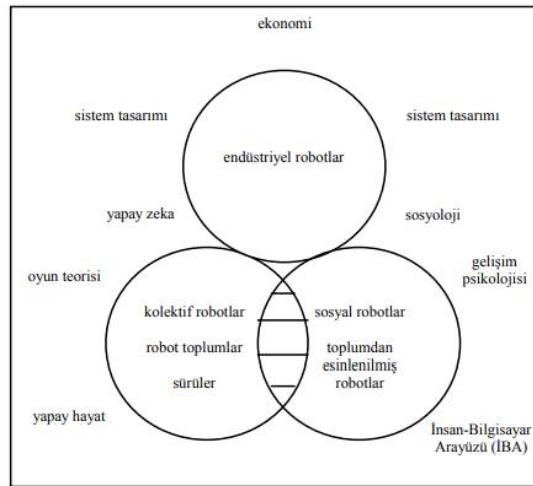 ekonomi
sistem tasarımı
sistem tasarımı
endüstriyel robotlar
yapay zeka
sosyoloji
oyun teorisi
gelişim
psikolojisi
kolektif robotlar
sosyal robotlar
robot toplumlar
toplumdan
esinlenilmiş
robotlar
sürüler
yapay hayat
İnsan-Bilgisayar
Arayüzü (İBA)